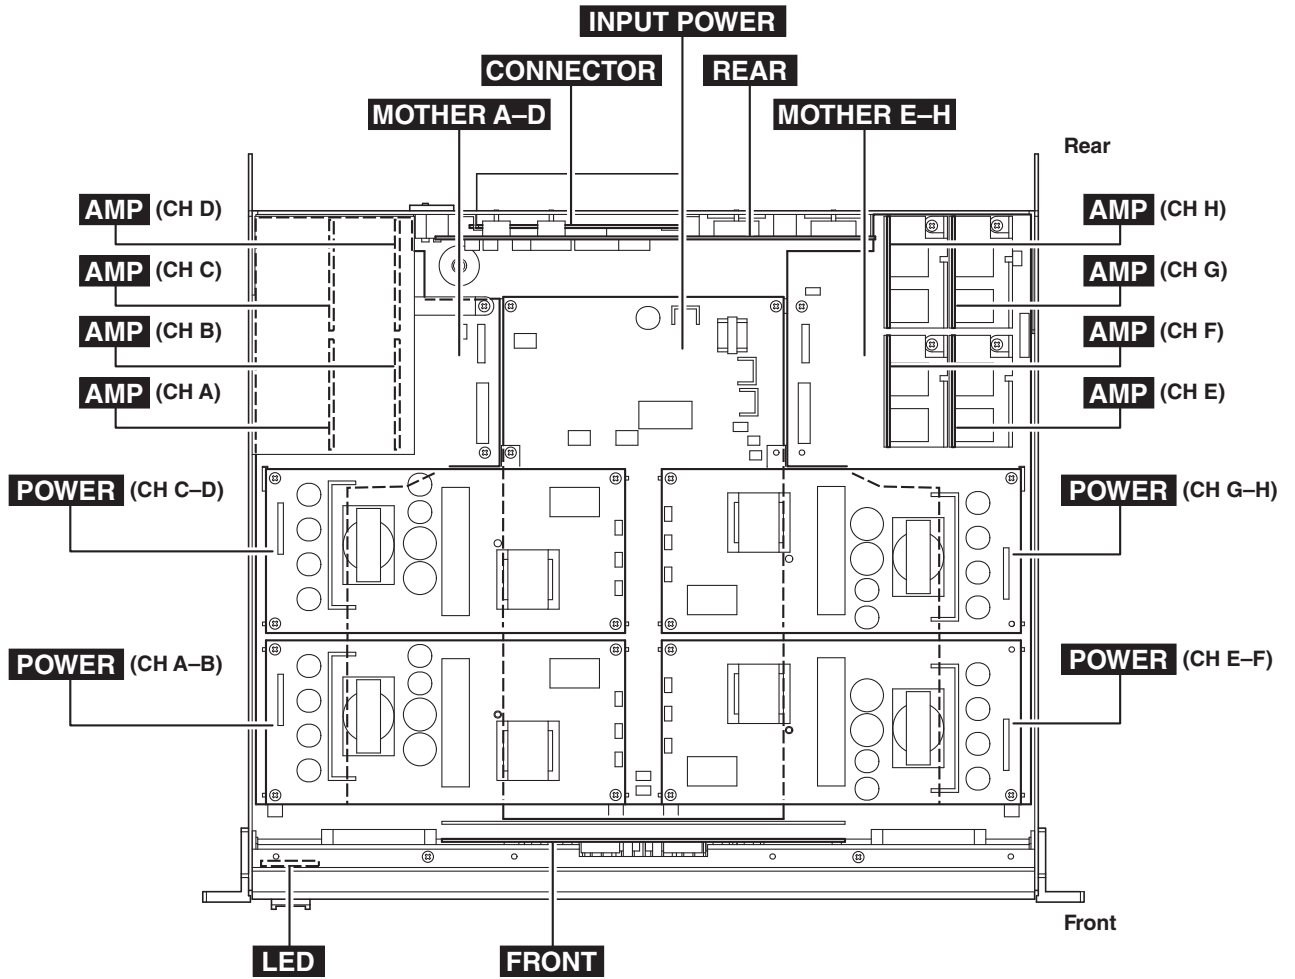 INPUT POWER
CONNECTOR
REAR
MOTHER A–D
MOTHER E–H
Rear
AMP (CH D)
AMP (CH H)
AMP (CH C)
AMP (CH G)
AMP (CH B)
AMP (CH F)
AMP (CH A)
AMP (CH E)
POWER (CH C–D)
POWER (CH G–H)
POWER (CH A–B)
POWER (CH E–F)
Front
LED
FRONT